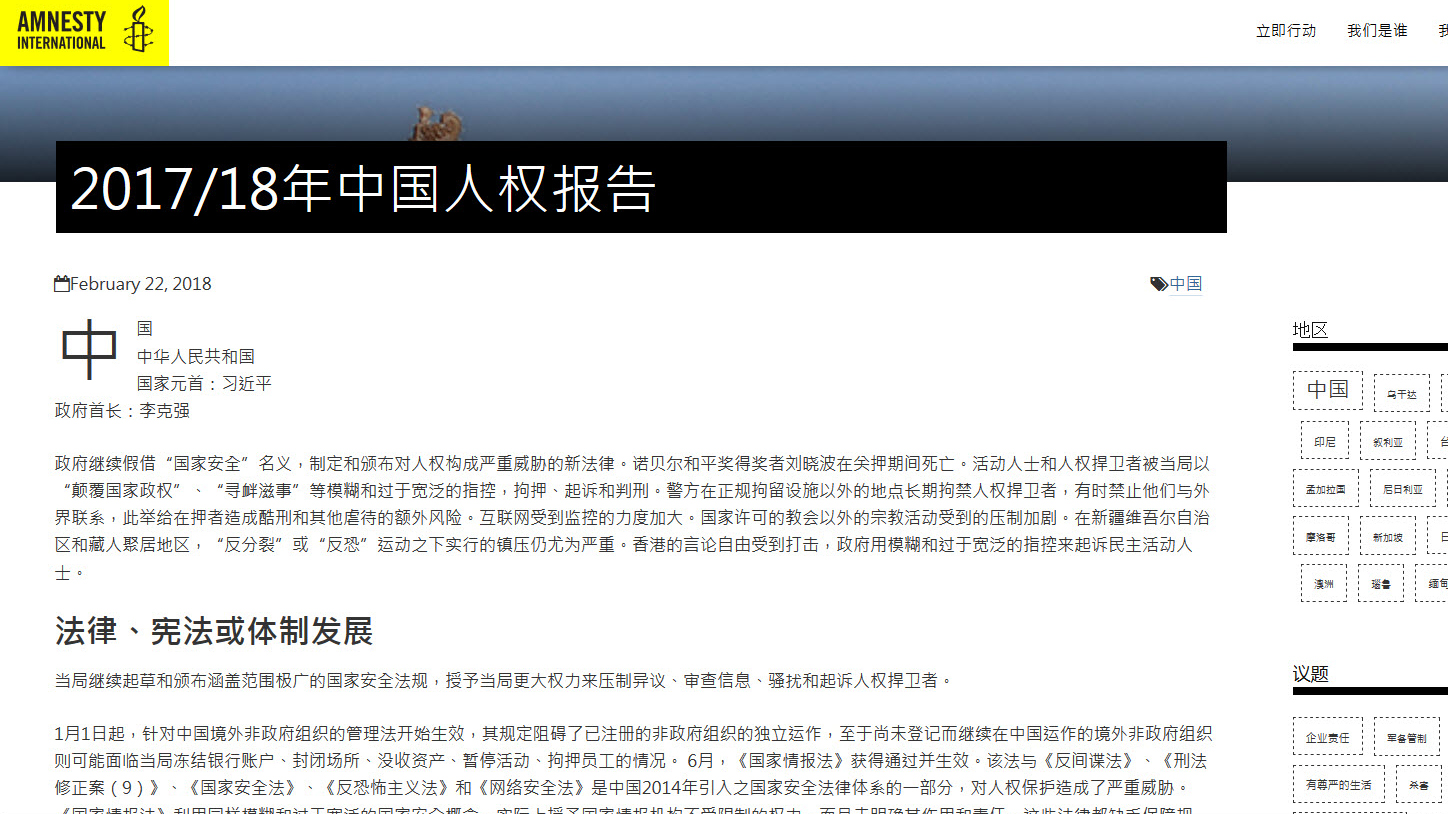 AMNESTY
INTERNATIONAL
立即行动
我们是谁
2017/18年中国人权报告
February 22, 2018
中国
中国
中华人民共和国
国家元首：习近平
政府首长：李克强
政府继续假借“国家安全”名义，制定和颁布对人权构成严重威胁的新法律。诺贝尔和平奖得奖者刘晓波在关押期间死亡。活动人士和人权捍卫者被当局以
“颠覆国家政权”、“寻衅滋事”等模糊和过于宽泛的指控，拘押、起诉和判刑。警方在正规拘留设施以外的地点长期拘禁人权捍卫者，有时禁止他们与外
界联系，此举给在押者造成酷刑和其他虐待的额外风险。互联网受到监控的力度加大。国家许可的教会以外的宗教活动受到的压制加剧。在新疆维吾尔自治
区和藏人聚居地区，“反分裂”或“反恐”运动之下实行的镇压仍尤为严重。香港的言论自由受到打击，政府用模糊和过于宽泛的指控来起诉民主活动人
士。
法律、宪法或体制发展
当局继续起草和颁布涵盖范围极广的国家安全法规，授予当局更大权力来压制异议、审查信息、骚扰和起诉人权捍卫者。
1月1日起，针对中国境外非政府组织的管理法开始生效，其规定阻碍了已注册的非政府组织的独立运作，至于尚未登记而继续在中国运作的境外非政府组织
则可能面临当局冻结银行账户、封闭场所、没收资产、暂停活动、拘押员工的情况。 6月，《国家情报法》获得通过并生效。该法与《反间谍法》、《刑法
修正案（9）》、《国家安全法》、《反恐怖主义法》和《网络安全法》是中国2014年引入之国家安全法律体系的一部分，对人权保护造成了严重威胁。
地区
中国
乌干达
印尼
叙利亚
孟加拉国
尼日利亚
摩洛哥
新加坡
澳洲
瑙鲁
缅甸
议题
企业责任
军备管制
有尊严的生活
杀害